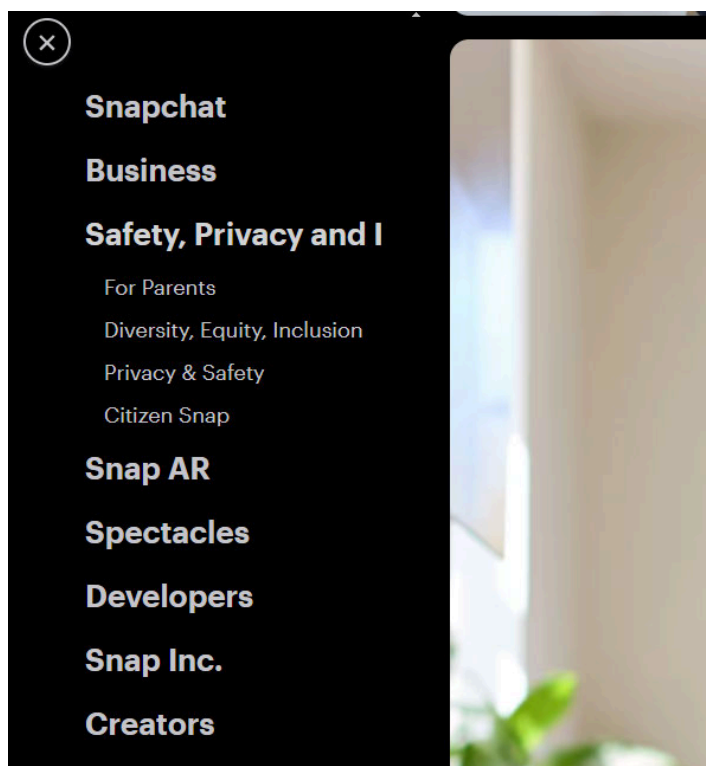 Snapchat
Business
Safety, Privacy and I
For Parents
Diversity, Equity, Inclusion
Privacy & Safety
Citizen Snap
Snap AR
Spectacles
Developers
Snap Inc.
Creators